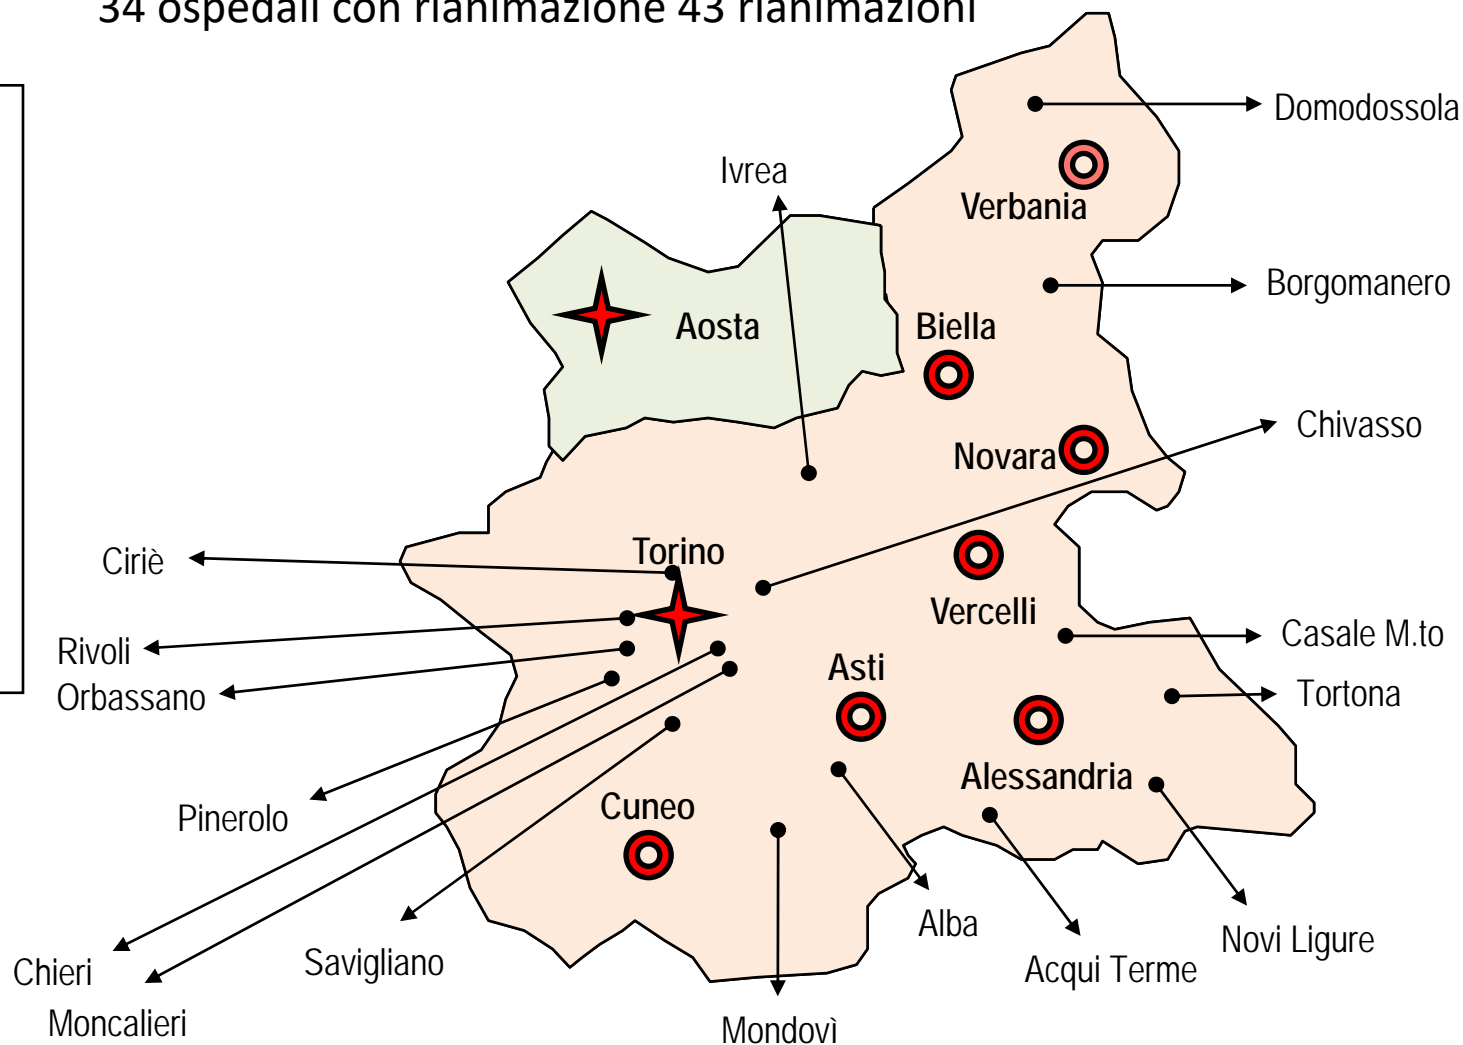 34 ospedali con rianimazione 43 rianimazioni
Domodossola
Ivrea
Verbania
Borgomanero
Aosta
Biella
Chivasso
Novara
Torino
Ciriè
Vercelli
Casale M.to
Rivoli
Asti
Orbassano
Tortona
Alessandria
Pinerolo
Cuneo
Alba
Novi Ligure
Savigliano
Acqui Terme
Chieri
Moncalieri
Mondovì